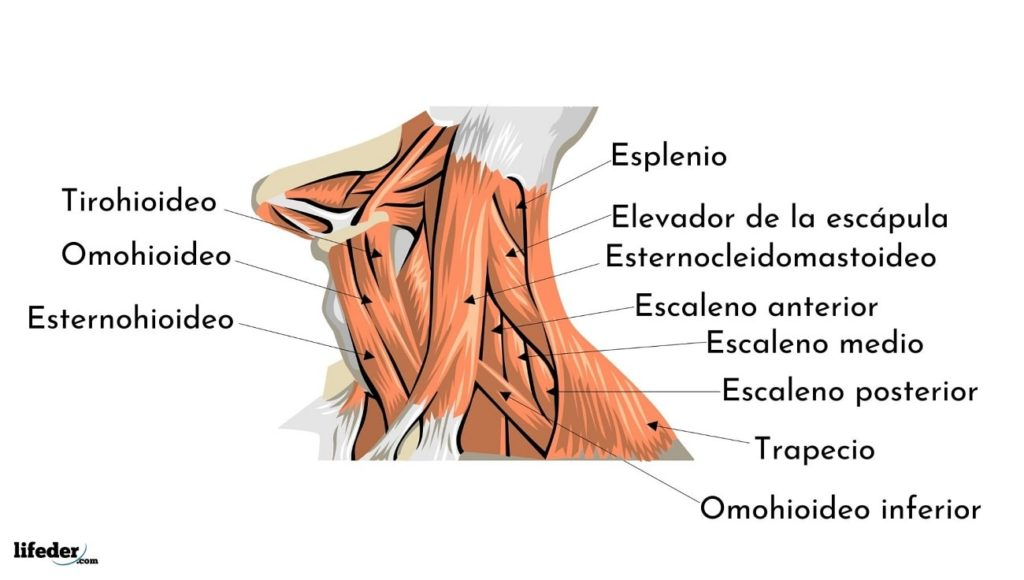 Tirohioideo
Omohioideo
Esternohioideo
Esplenio
Elevador de la escápula
Esternocleidomastoideo
Escaleno anterior
Escaleno medio
Escaleno posterior
Trapecio
Omohioideo inferior
lifeder
.com